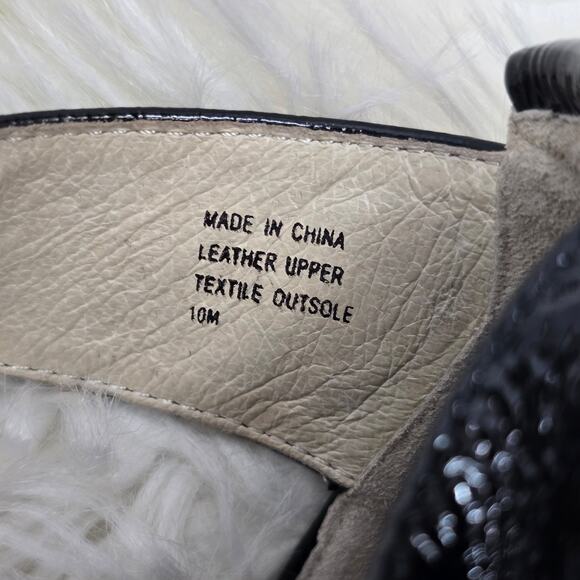 MADE IN CHINA
LEATHER UPPER
TEXTILE OUTSOLE
10M